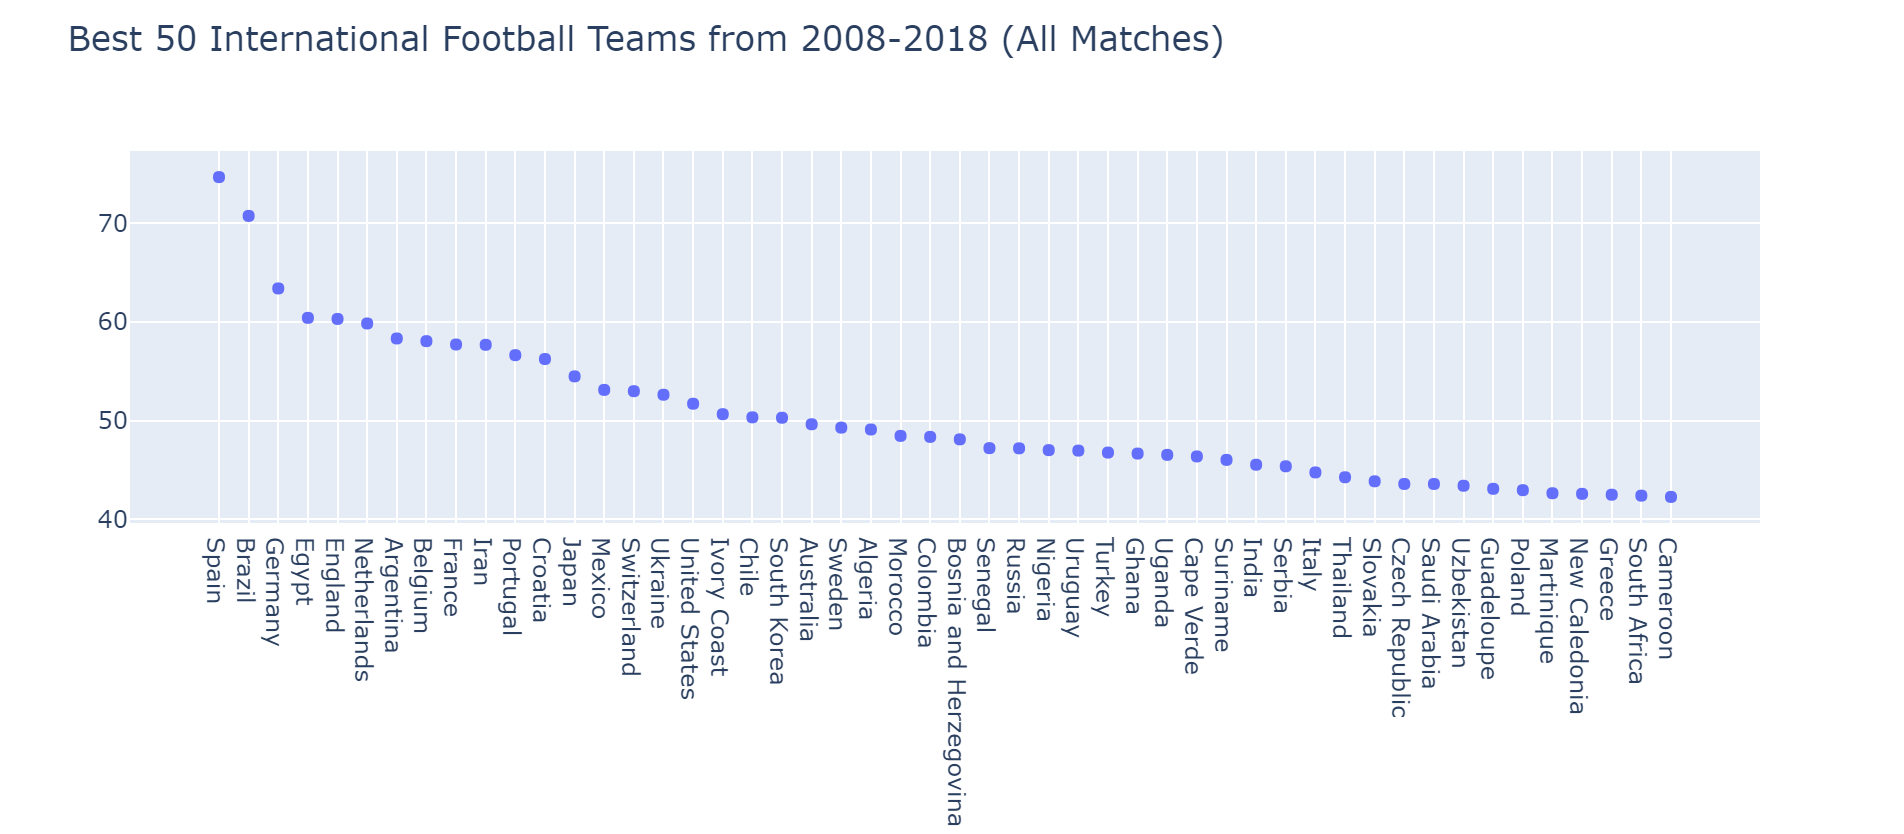 Best 50 International Football Teams from 2008-2018 (All Matches)
70
60
50
40
Spain
Brazil
Germany
Egypt
England
Netherlands
Argentina
Belgium
France
Iran
Portugal
Croatia
Japan
Mexico
Switzerland
Ukraine
United States
Ivory Coast
Chile
South Korea
Australia
Sweden
Algeria
Morocco
Colombia
Bosnia and Herzegovina
Senegal
Russia
Nigeria
Uruguay
Turkey
Ghana
Uganda
Cape Verde
Suriname
India
Serbia
Italy
Thailand
Slovakia
Czech Republic
Saudi Arabia
Uzbekistan
Guadeloupe
Poland
Martinique
New Caledonia
Greece
South Africa
Cameroon